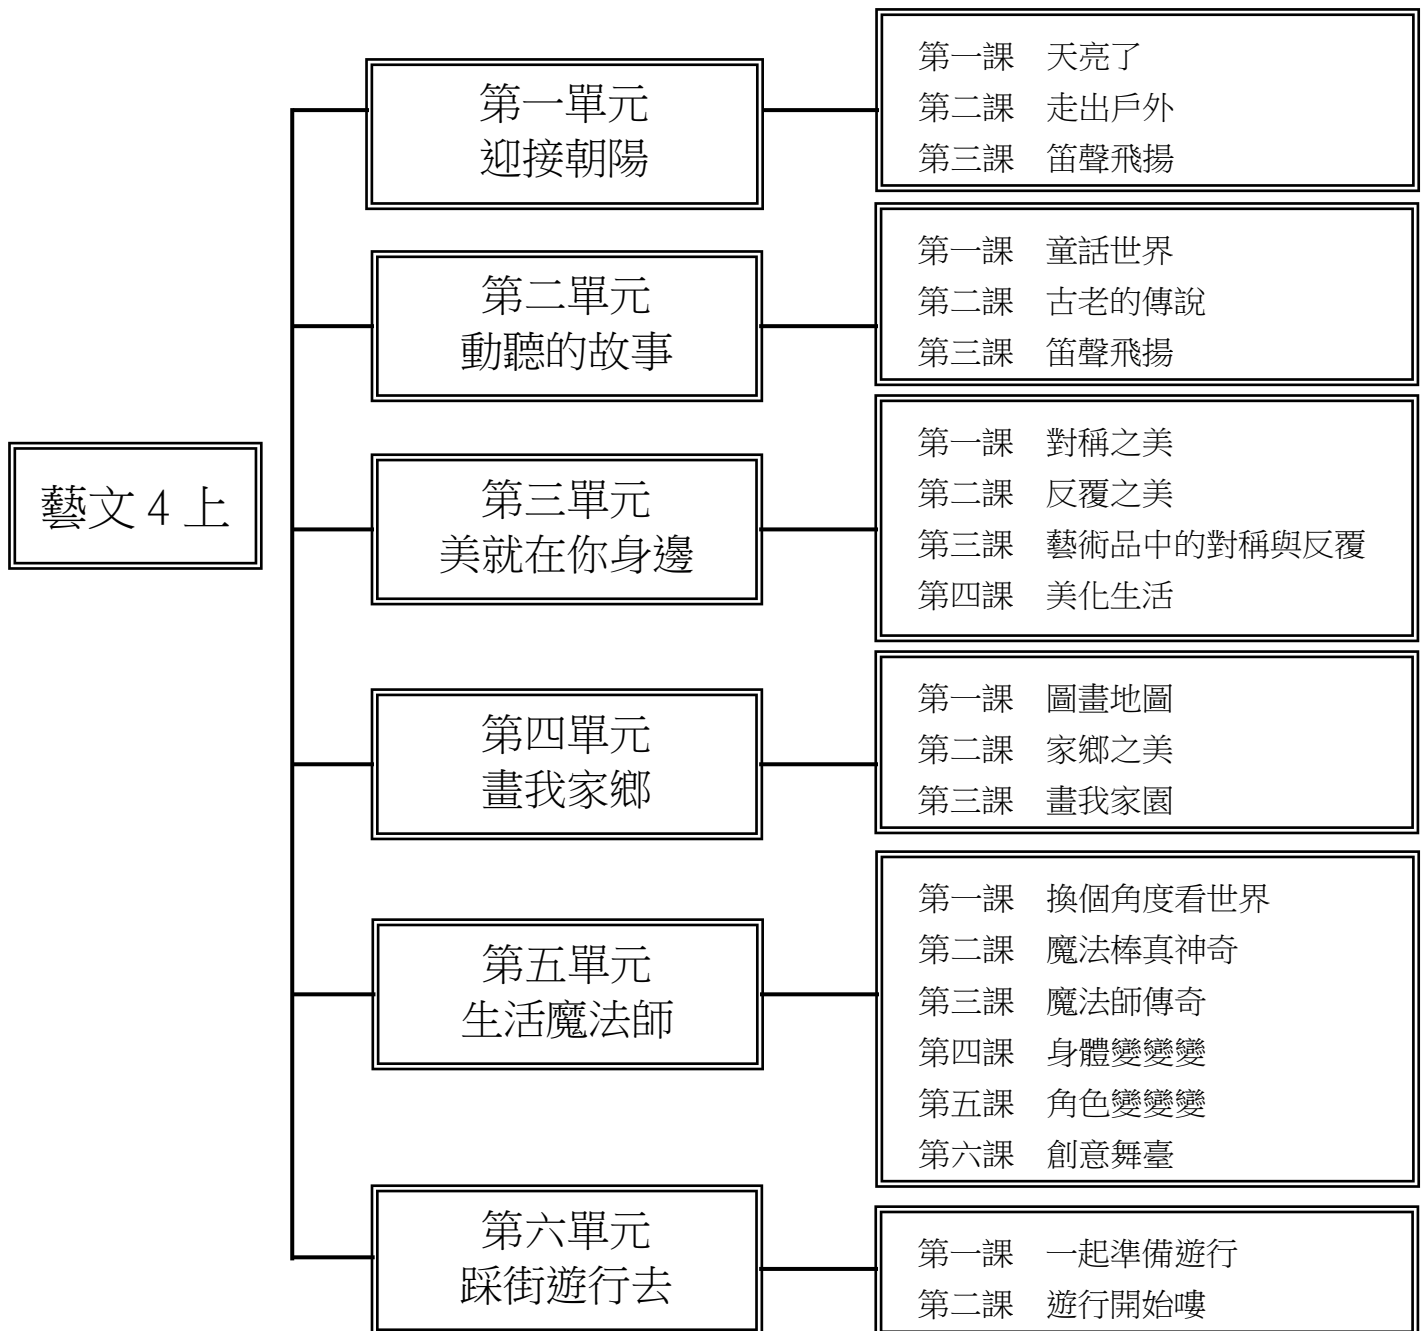 藝文 4 上
第一單元
迎接朝陽
第一課　天亮了
第二課　走出戶外
第三課　笛聲飛揚
第二單元
動聽的故事
第一課　童話世界
第二課　古老的傳說
第三課　笛聲飛揚
第三單元
美就在你身邊
第一課　對稱之美
第二課　反覆之美
第三課　藝術品中的對稱與反覆
第四課　美化生活
第四單元
畫我家鄉
第一課　圖畫地圖
第二課　家鄉之美
第三課　畫我家園
第五單元
生活魔法師
第一課　換個角度看世界
第二課　魔法棒真神奇
第三課　魔法師傳奇
第四課　身體變變變
第五課　角色變變變
第六課　創意舞臺
第六單元
踩街遊行去
第一課　一起準備遊行
第二課　遊行開始嘍